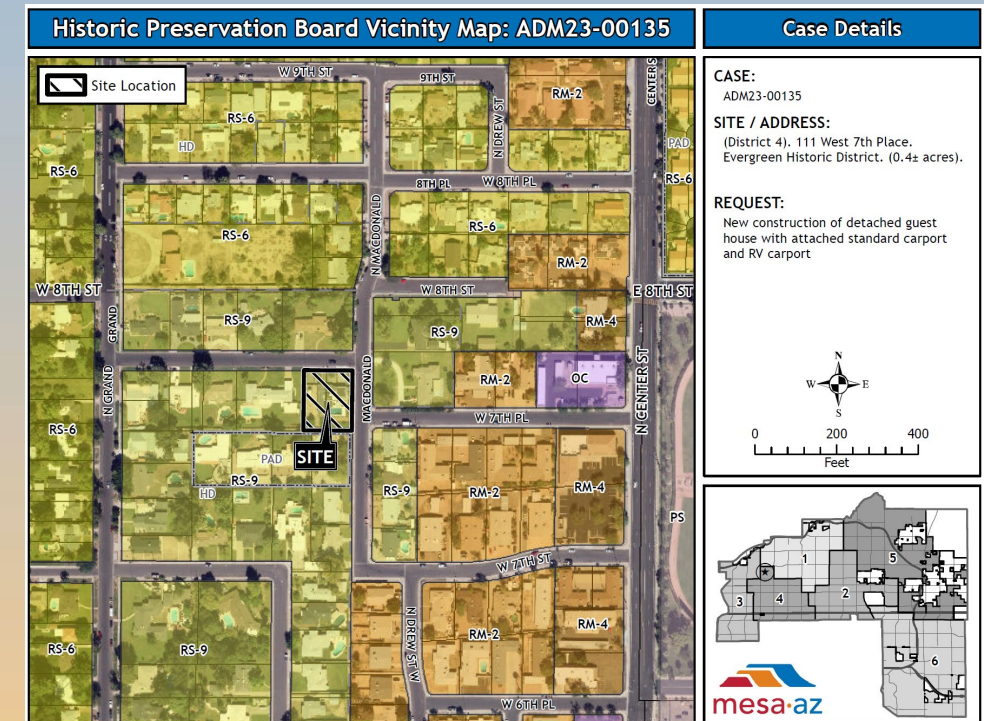 Historic Preservation Board Vicinity Map: ADM23-00135
Case Details
Site Location
W 9TH ST
9TH ST
CENTER S
RM-2
RS-6
HD
N DREW ST
PAD
RS-6
8TH PL
W 8TH PL
RS-6
RS-6
N MACDONALD
RS-6
RM-2
W 8TH ST
W 8TH ST
E 8TH ST
GRAND
RS-9
RS-9
RM-4
N GRAND
MACDONALD
RM-2
OC
N CENTER ST
W 7TH PL
RS-6
SITE
PAD
RS-9
HD
RS-9
RM-2
RM-4
PS
W 7TH ST
N DREW ST W
RM-2
RM-4
RS-6
RS-9
W 6TH PL
CASE:
ADM23-00135
SITE / ADDRESS:
(District 4). 111 West 7th Place.
Evergreen Historic District. (0.4± acres).
REQUEST:
New construction of detached guest
house with attached standard carport
and RV carport
N
W E
S
0 200 400
Feet
1
5
2
3
4
6
mesa·az